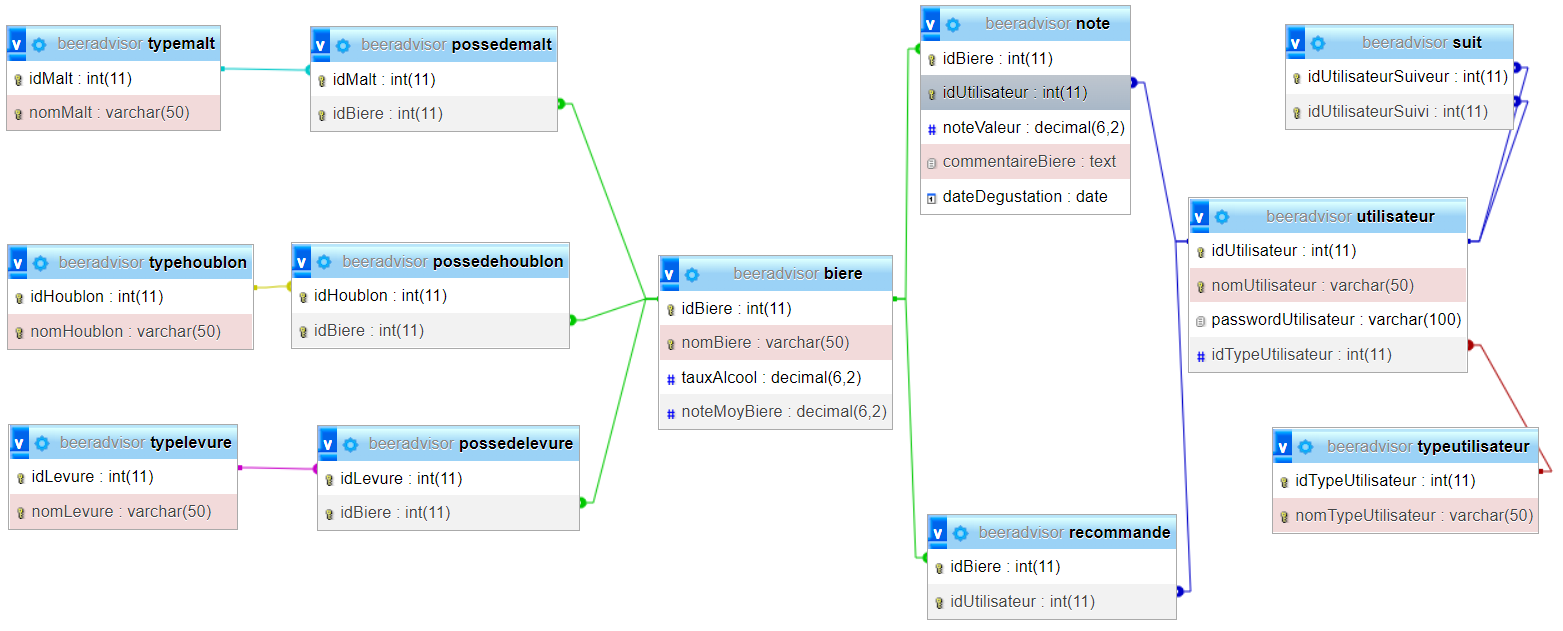 beeradvisor typemalt
idMalt : int(11)
nomMalt : varchar(50)
beeradvisor possedemalt
idMalt : int(11)
idBiere : int(11)
beeradvisor note
idBiere : int(11)
idUtilisateur : int(11)
noteValeur : decimal(6,2)
commentaireBiere : text
dateDegustation : date
beeradvisor suit
idUtilisateurSuiveur : int(11)
idUtilisateurSuivi : int(11)
beeradvisor typehoublon
idHoublon : int(11)
nomHoublon : varchar(50)
beeradvisor possedehoublon
idHoublon : int(11)
idBiere : int(11)
beeradvisor biere
idBiere : int(11)
nomBiere : varchar(50)
tauxAlcool : decimal(6,2)
noteMoyBiere : decimal(6,2)
beeradvisor utilisateur
idUtilisateur : int(11)
nomUtilisateur : varchar(50)
passwordUtilisateur : varchar(100)
idTypeUtilisateur : int(11)
beeradvisor typelevure
idLevure : int(11)
nomLevure : varchar(50)
beeradvisor possedelevure
idLevure : int(11)
idBiere : int(11)
beeradvisor typeutilisateur
idTypeUtilisateur : int(11)
nomTypeUtilisateur : varchar(50)
beeradvisor recommande
idBiere : int(11)
idUtilisateur : int(11)